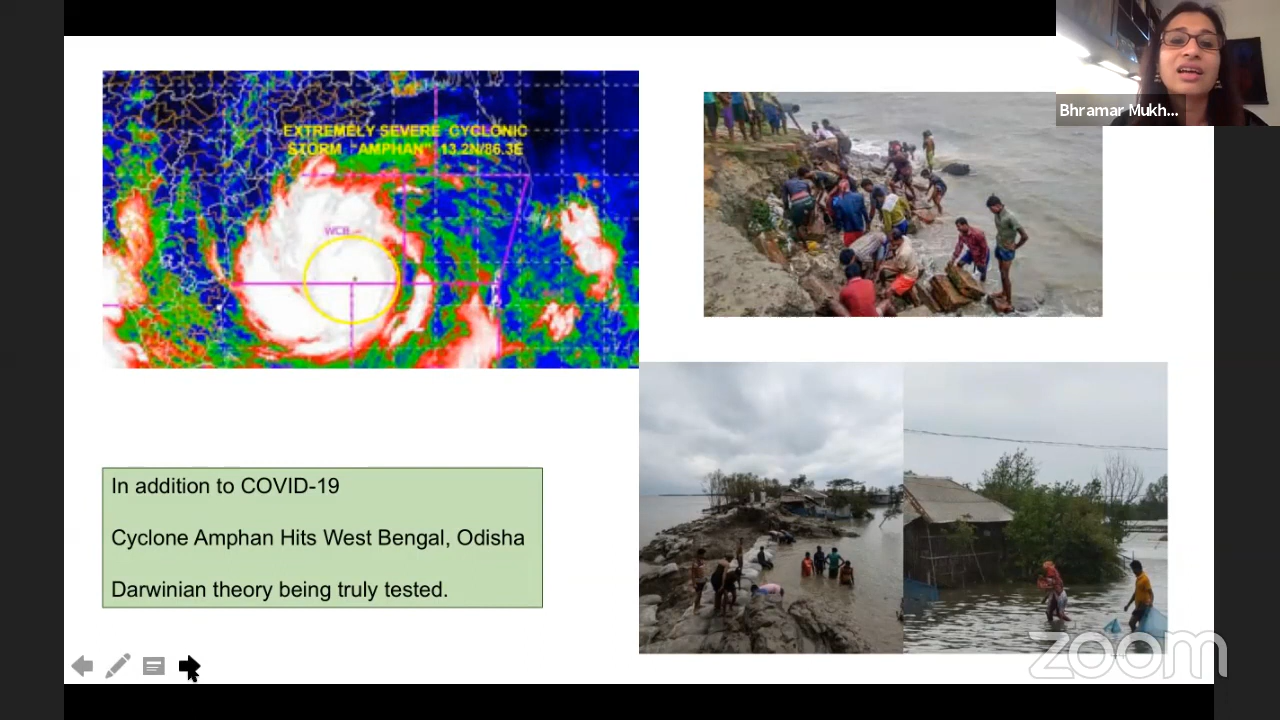 EXTREMELY SEVERE CYCLONIC
STORM "AMPHAN" 13.2N/86.3E
WCB
Bhramar Mukh...
In addition to COVID-19
Cyclone Amphan Hits West Bengal, Odisha
Darwinian theory being truly tested.
zoom